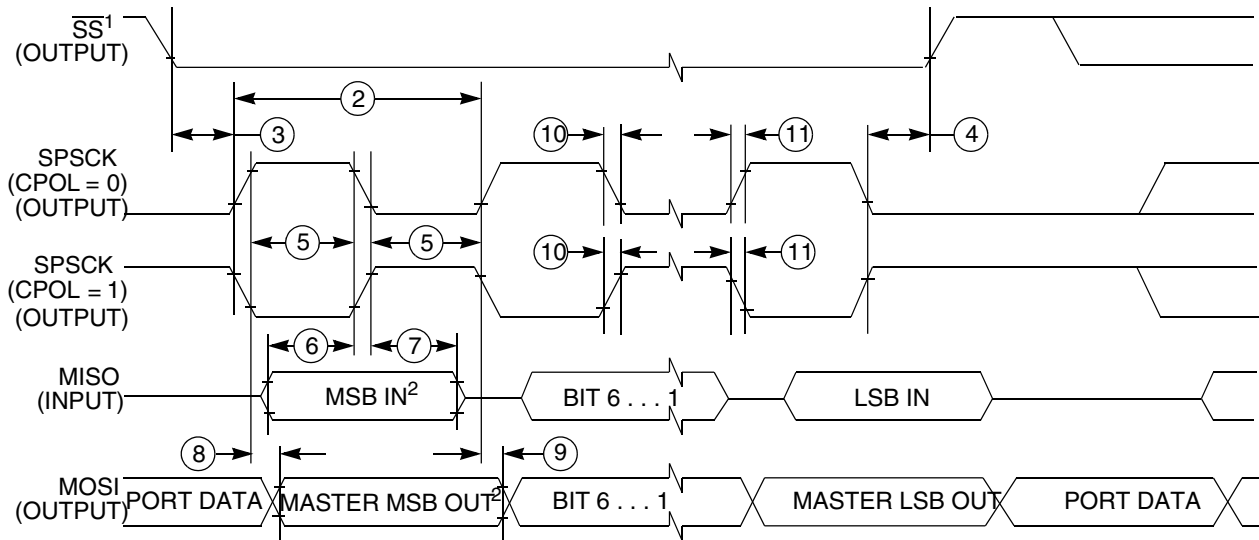 SS¹
(OUTPUT)
2
3
10
11
4
SPSCK
(CPOL = 0)
(OUTPUT)
5
5
10
11
SPSCK
(CPOL = 1)
(OUTPUT)
6
7
MISO
(INPUT)
MSB IN²
BIT 6 . . . 1
LSB IN
8
9
MOSI
(OUTPUT)
PORT DATA
MASTER MSB OUT²
BIT 6 . . . 1
MASTER LSB OUT
PORT DATA